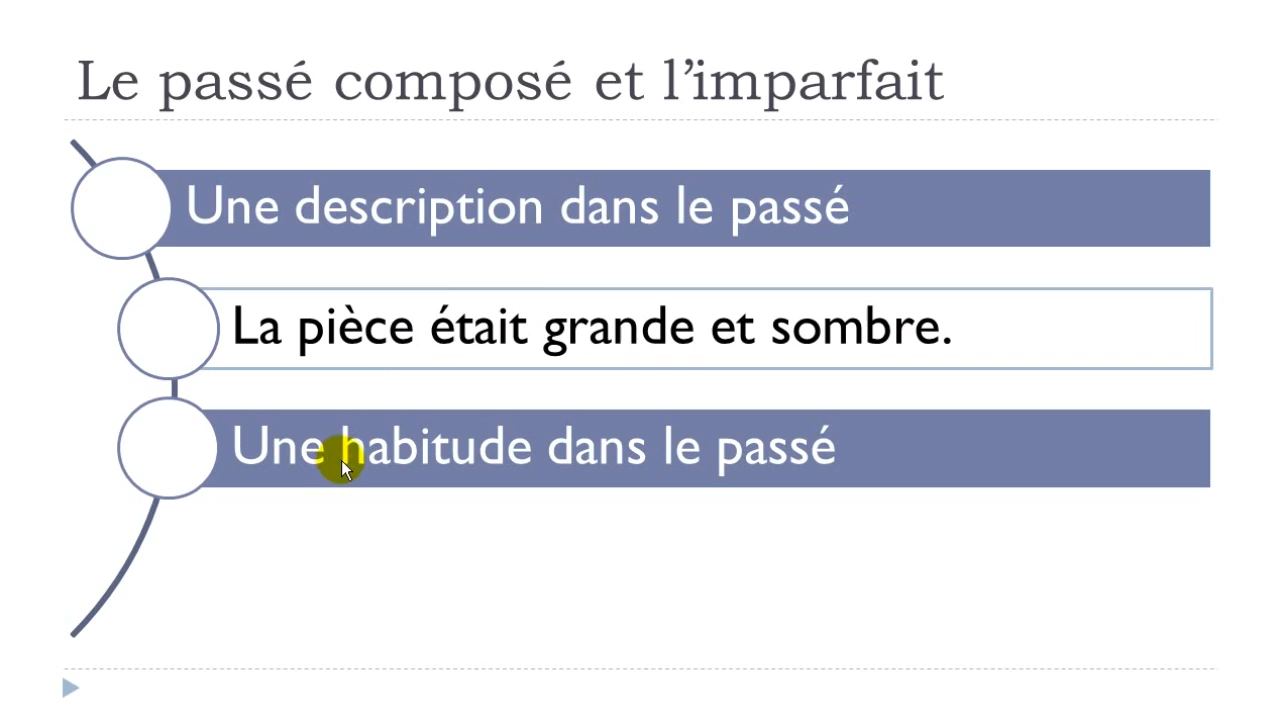 Le passé composé et l’imparfait
Une description dans le passé
La pièce était grande et sombre.
Une habitude dans le passé